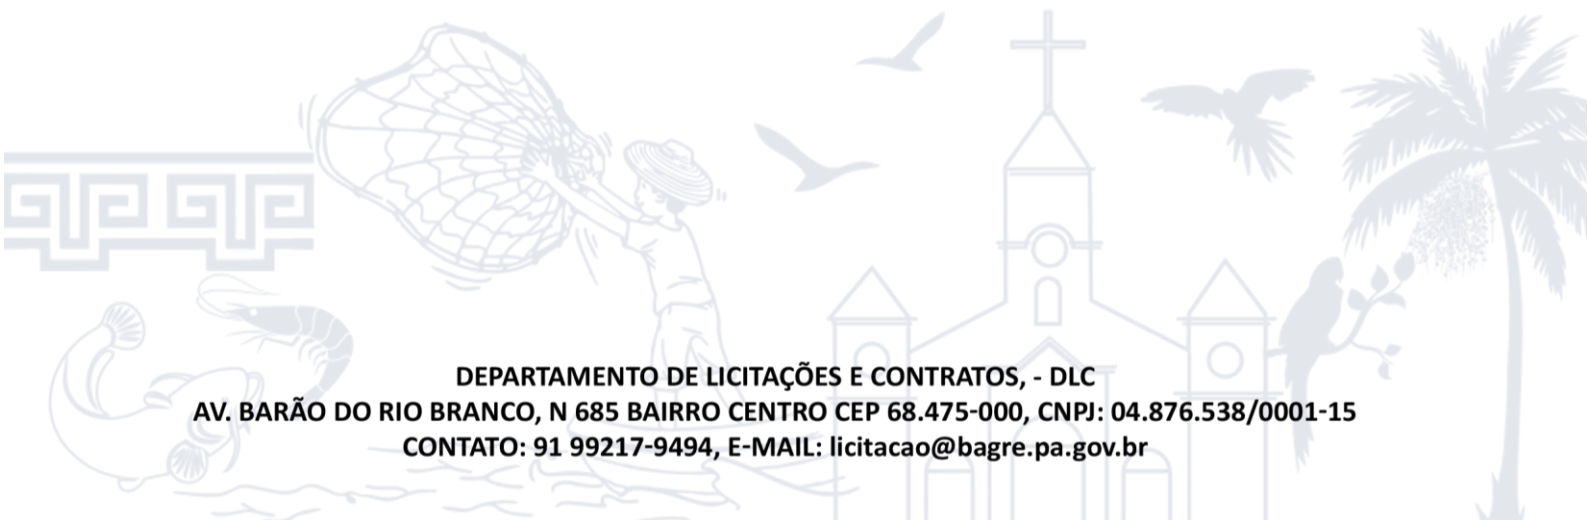 DEPARTAMENTO DE LICITAÇÕES E CONTRATOS, - DLC
AV. BARÃO DO RIO BRANCO, N 685 BAIRRO CENTRO CEP 68.475-000, CNPJ: 04.876.538/0001-15
CONTATO: 91 99217-9494, E-MAIL: licitacao@bagre.pa.gov.br